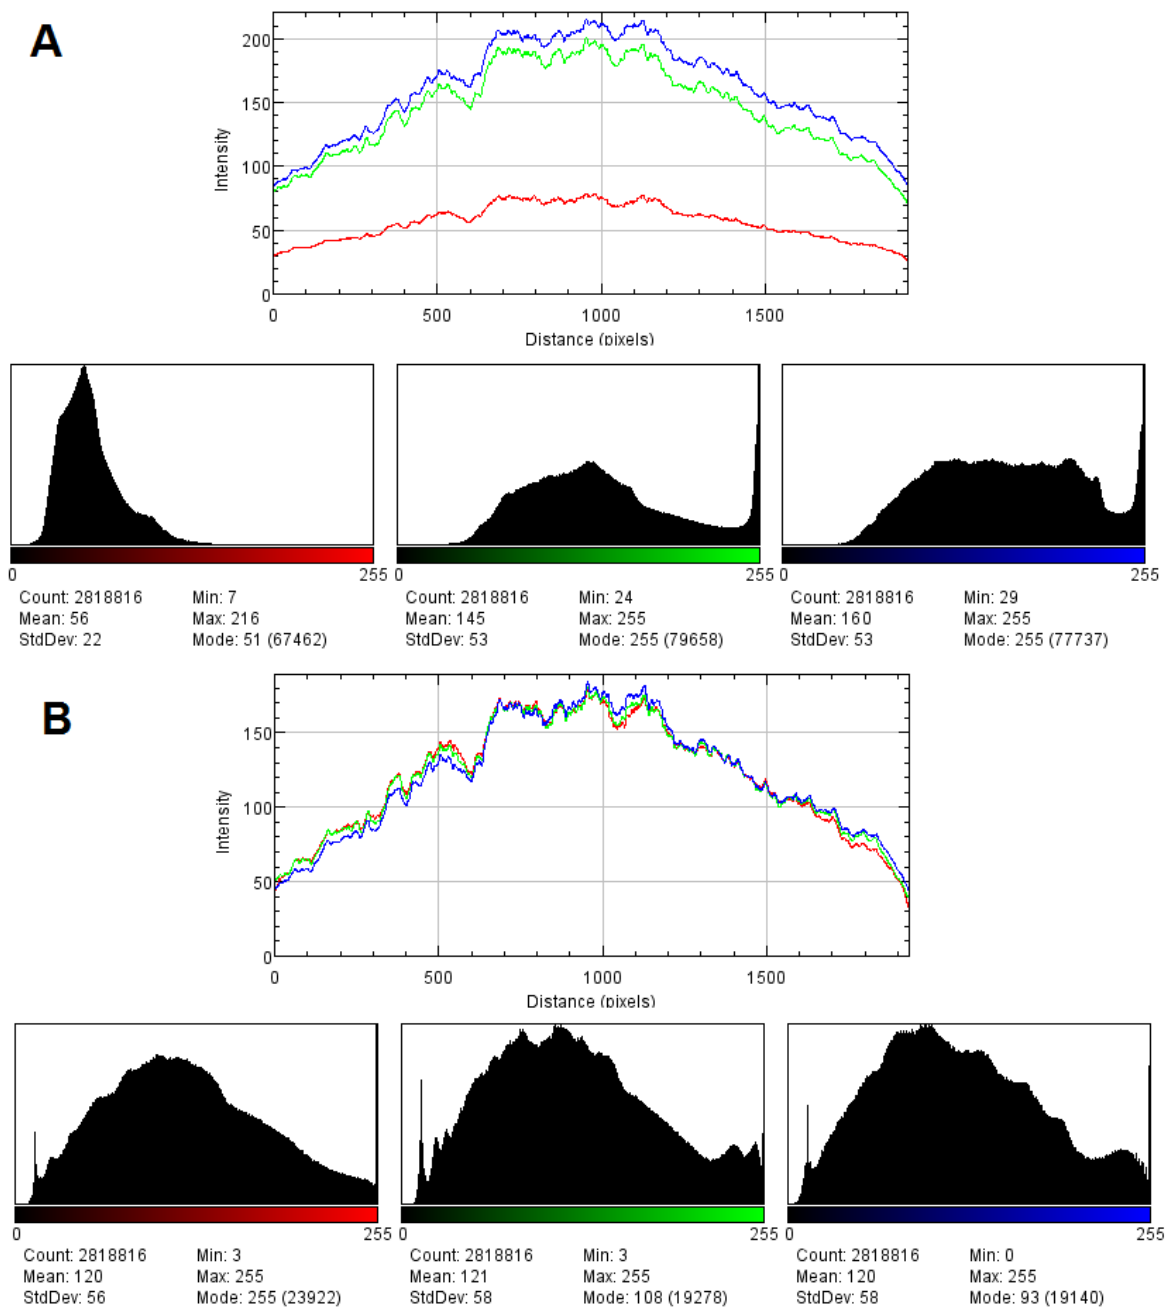 A
200
150
100
50
0
Intensity
0 500 1000 1500
Distance (pixels)
0 255 0 255 0 255
Count: 2818816 Min: 7 Count: 2818816 Min: 24 Count: 2818816 Min: 29
Mean: 56 Max: 216 Mean: 145 Max: 255 Mean: 160 Max: 255
StdDev: 22 Mode: 51 (67462) StdDev: 53 Mode: 255 (79658) StdDev: 53 Mode: 255 (77737)
B
150
100
50
0
Intensity
0 500 1000 1500
Distance (pixels)
0 255 0 255 0 255
Count: 2818816 Min: 3 Count: 2818816 Min: 3 Count: 2818816 Min: 0
Mean: 120 Max: 255 Mean: 121 Max: 255 Mean: 120 Max: 255
StdDev: 56 Mode: 255 (23922) StdDev: 58 Mode: 108 (19278) StdDev: 58 Mode: 93 (19140)